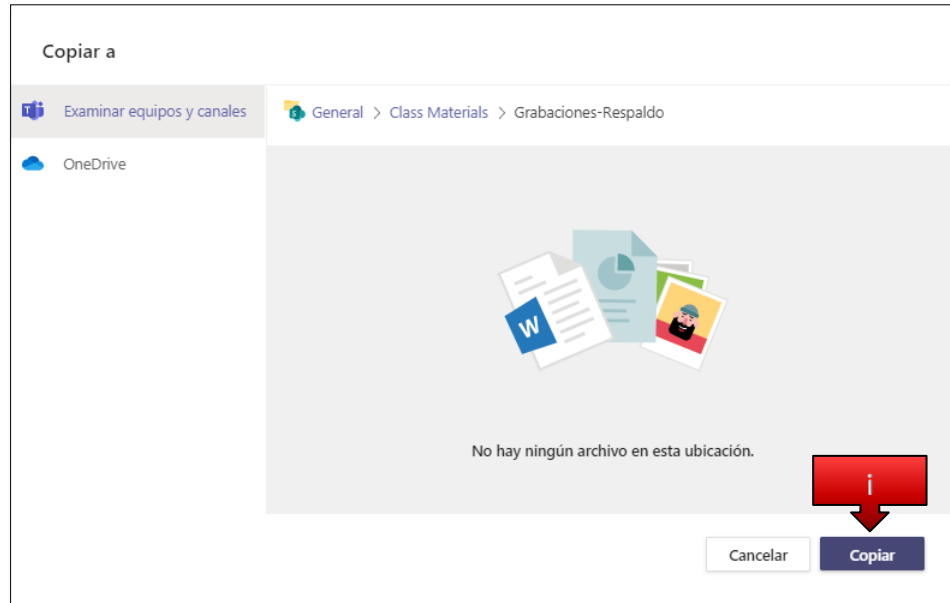 Copiar a
Examinar equipos y canales
General > Class Materials > Grabaciones-Respaldo
OneDrive
W
No hay ningún archivo en esta ubicación.
i
Cancelar
Copiar